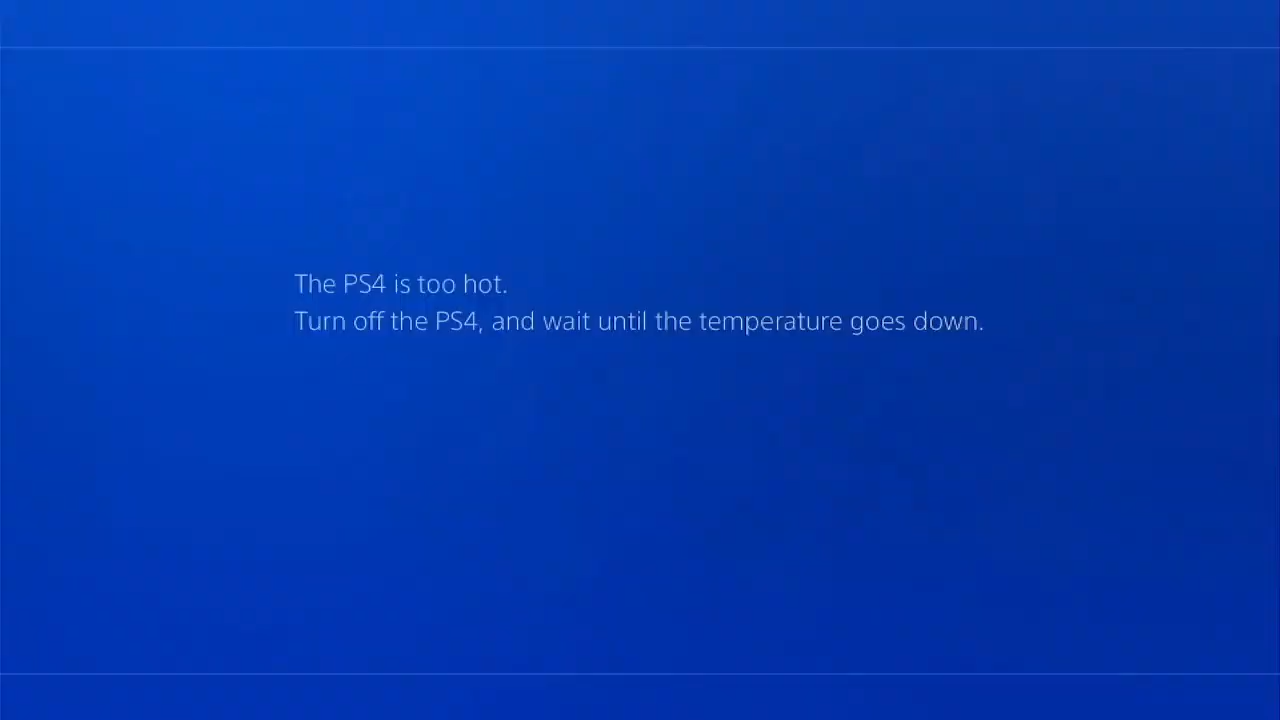 The PS4 is too hot.
Turn off the PS4, and wait until the temperature goes down.